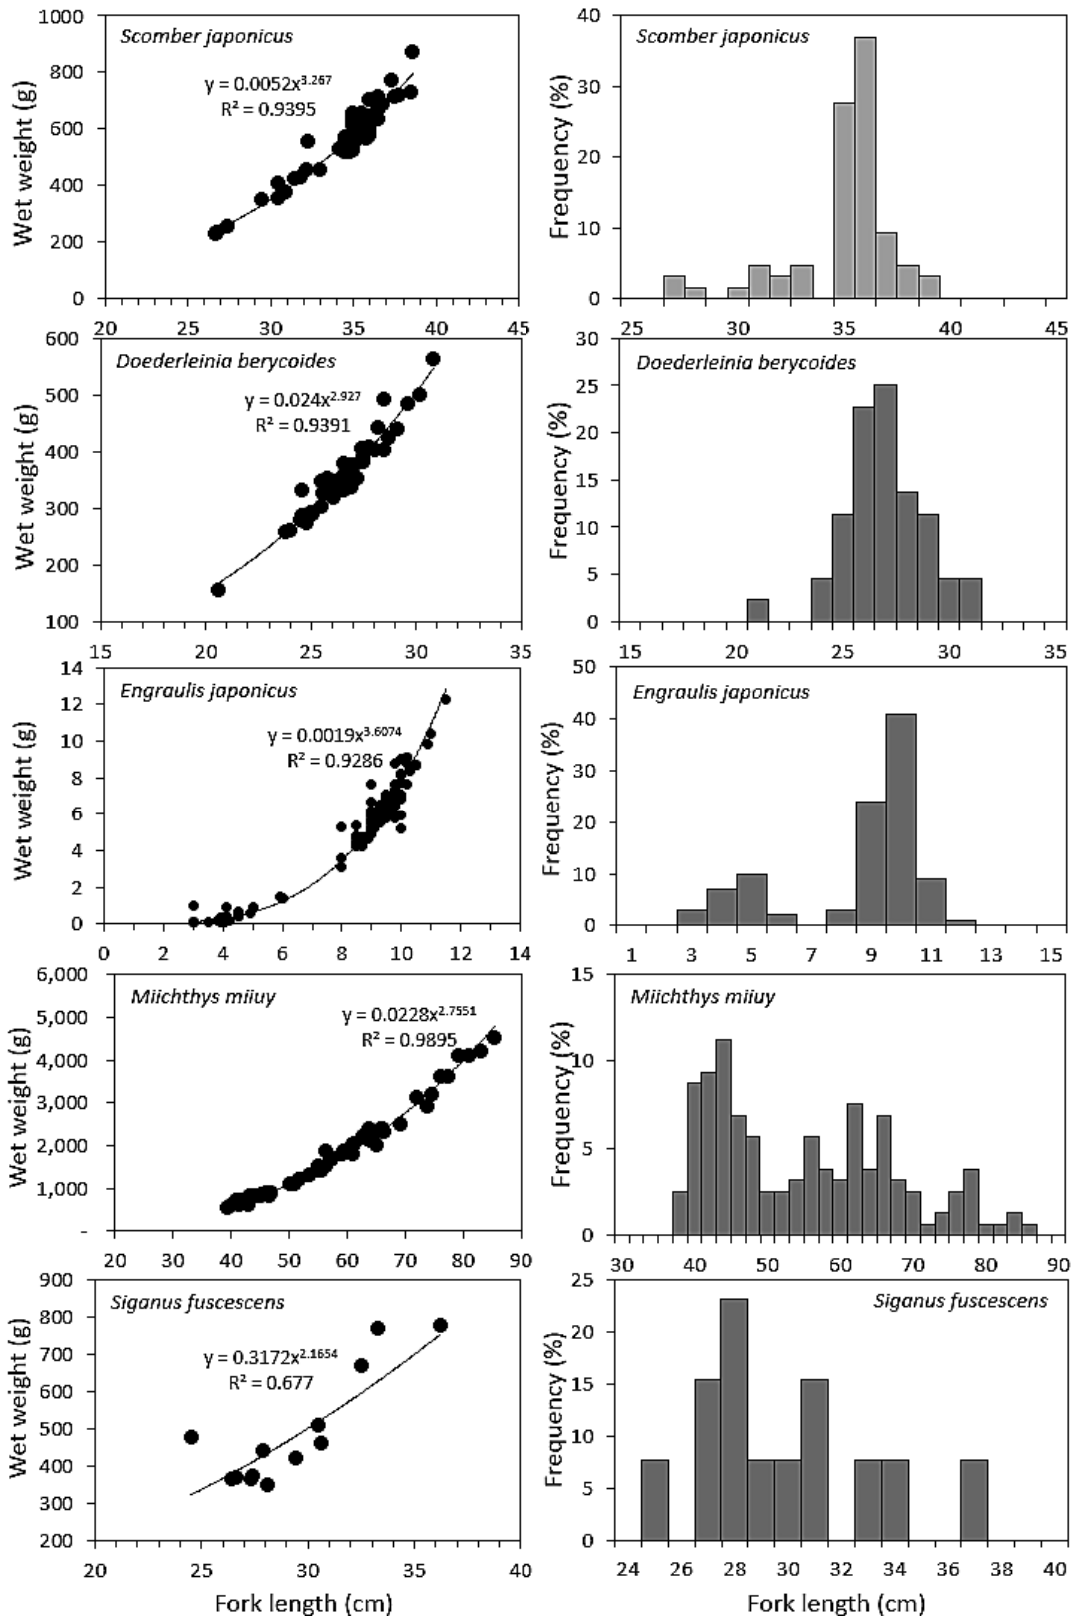 Scomber japonicus
y = 0.0052x^3.267
R² = 0.9395
Wet weight (g)
1000
800
600
400
200
0
20 25 30 35 40 45
Scomber japonicus
Frequency (%)
40
30
20
10
0
25 30 35 40 45
Doederleinia berycoides
y = 0.024x^2.927
R² = 0.9391
Wet weight (g)
600
500
400
300
200
100
15 20 25 30 35
Doederleinia berycoides
Frequency (%)
30
25
20
15
10
5
0
15 20 25 30 35
Engraulis japonicus
y = 0.0019x^3.6074
R² = 0.9286
Wet weight (g)
14
12
10
8
6
4
2
0
0 2 4 6 8 10 12 14
Engraulis japonicus
Frequency (%)
50
40
30
20
10
0
1 3 5 7 9 11 13 15
Miichthys miiuy
y = 0.0228x^2.7551
R² = 0.9895
Wet weight (g)
6,000
5,000
4,000
3,000
2,000
1,000
-
20 30 40 50 60 70 80 90
Miichthys miiuy
Frequency (%)
15
10
5
0
30 40 50 60 70 80 90
Siganus fuscescens
y = 0.3172x^2.1654
R² = 0.677
Wet weight (g)
900
800
700
600
500
400
300
200
20 25 30 35 40
Fork length (cm)
Siganus fuscescens
Frequency (%)
25
20
15
10
5
0
24 26 28 30 32 34 36 38 40
Fork length (cm)